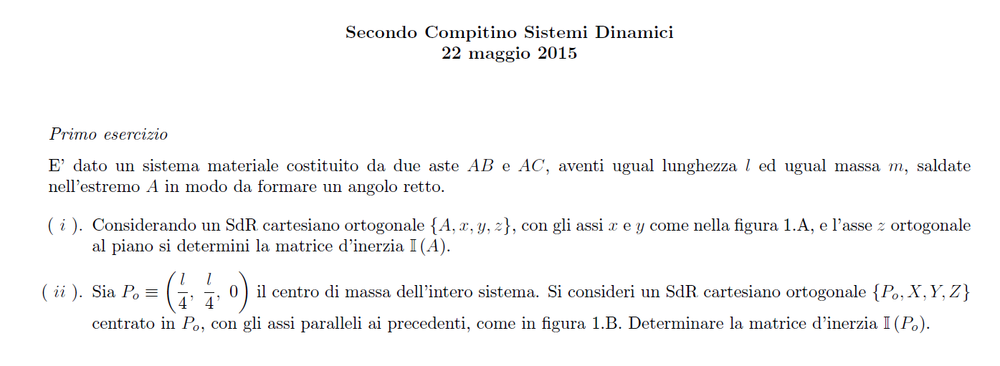 Secondo Compitino Sistemi Dinamici
22 maggio 2015
Primo esercizio
E' dato un sistema materiale costituito da due aste AB e AC, aventi ugual lunghezza l ed ugual massa m, saldate
nell'estremo A in modo da formare un angolo retto.
( i ). Considerando un SdR cartesiano ortogonale {A, x, y, z}, con gli assi x e y come nella figura 1.A, e l'asse z ortogonale
al piano si determini la matrice d'inerzia 𝕀 (A).
( ii ). Sia Pₒ ≡ (l/4, l/4, 0) il centro di massa dell'intero sistema. Si consideri un SdR cartesiano ortogonale {Pₒ, X, Y, Z}
centrato in Pₒ, con gli assi paralleli ai precedenti, come in figura 1.B. Determinare la matrice d'inerzia 𝕀 (Pₒ).